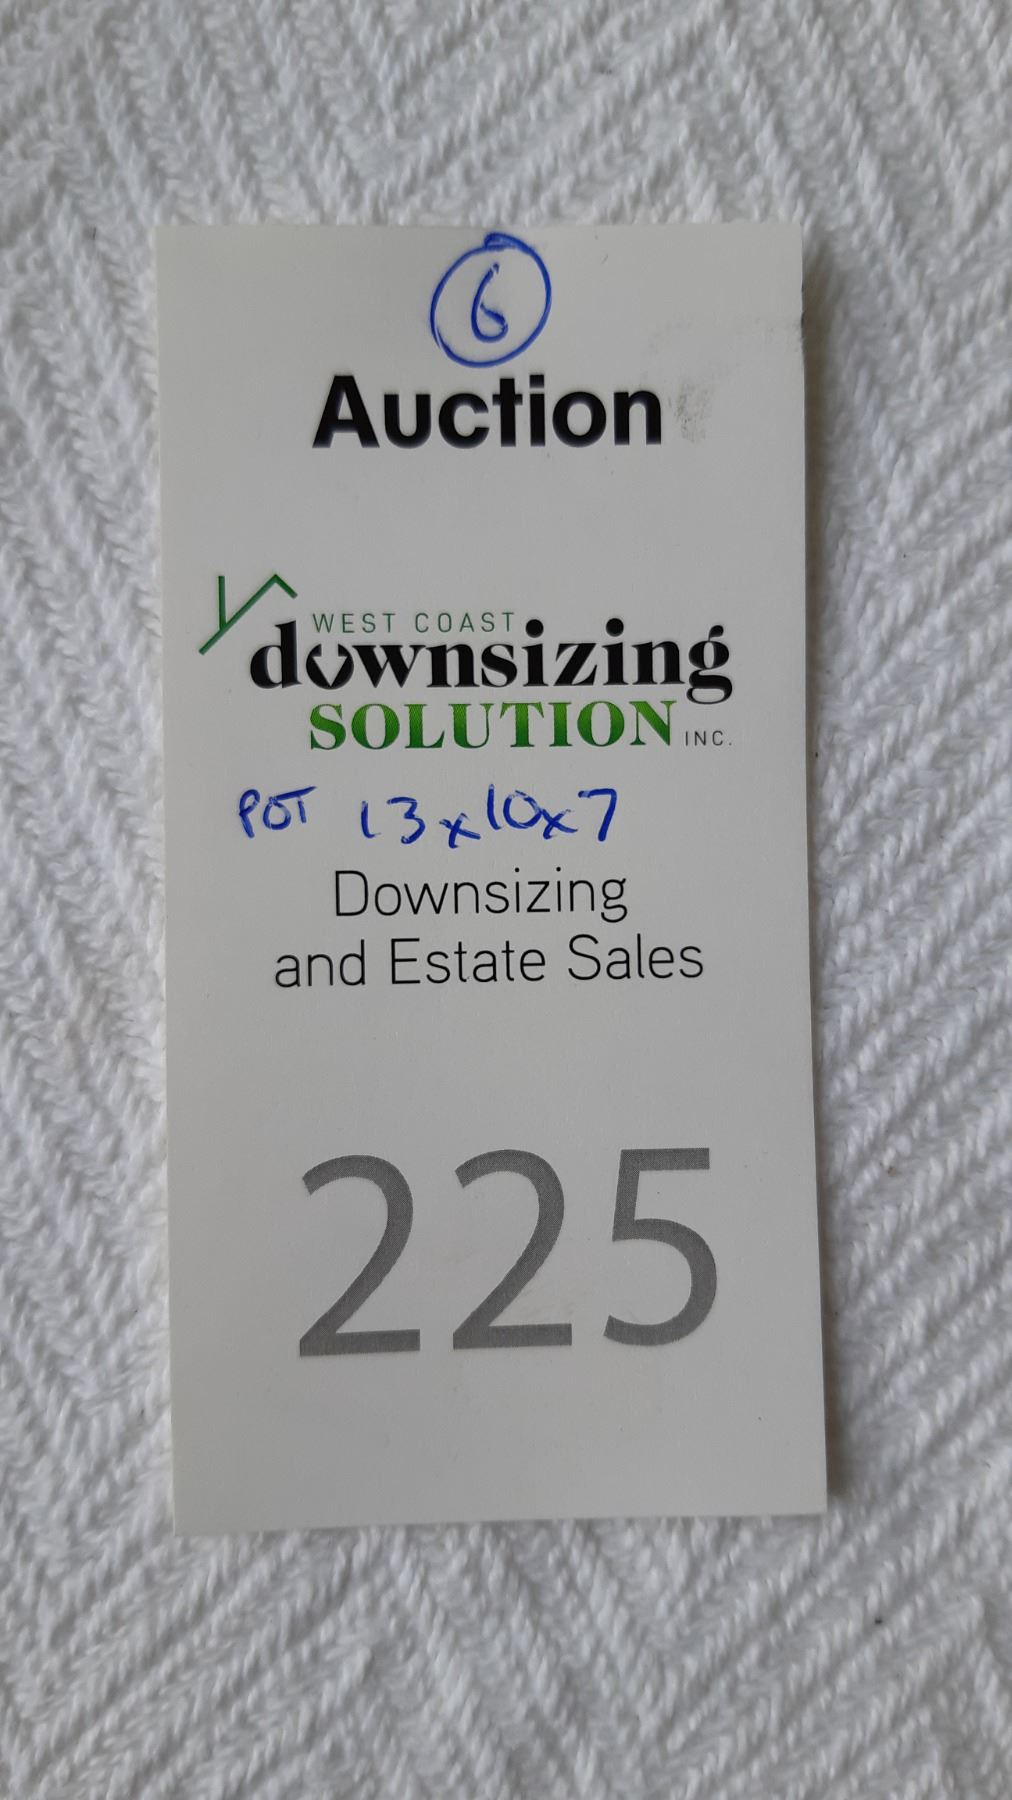 6
Auction
WEST COAST
downsizing
SOLUTION INC.
POT 13x10x7
Downsizing
and Estate Sales
225